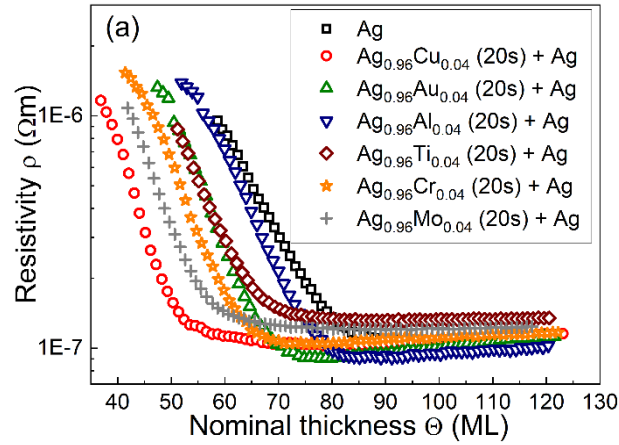 (a)
Ag
Ag0.96Cu0.04 (20s) + Ag
Ag0.96Au0.04 (20s) + Ag
Ag0.96Al0.04 (20s) + Ag
Ag0.96Ti0.04 (20s) + Ag
Ag0.96Cr0.04 (20s) + Ag
Ag0.96Mo0.04 (20s) + Ag
Resistivity ρ (Ωm)
1E-6
1E-7
40 50 60 70 80 90 100 110 120 130
Nominal thickness Θ (ML)